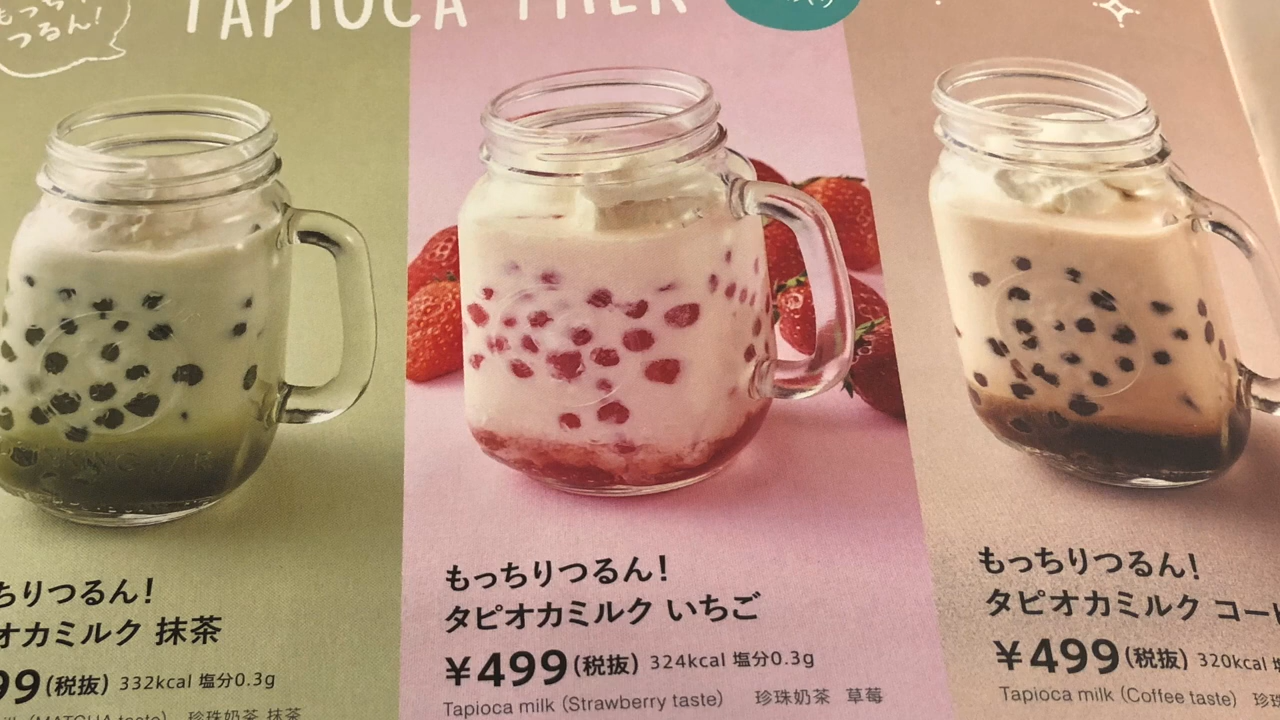 つるん!
TAPIOCA
ちりつるん!
オカミルク 抹茶
99(税抜) 332kcal 塩分0.3g
珍珠奶茶 抹茶
もっちりつるん!
タピオカミルク いちご
¥499(税抜) 324kcal 塩分0.3g
Tapioca milk (Strawberry taste) 珍珠奶茶 草莓
もっちりつるん!
タピオカミルク コー
¥499(税抜) 320kcal
Tapioca milk (Coffee taste) 珍珠